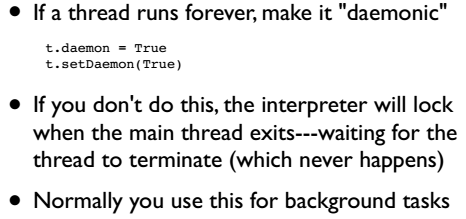 • If a thread runs forever, make it "daemonic"
t.daemon = True
t.setDaemon(True)
• If you don't do this, the interpreter will lock
when the main thread exits---waiting for the
thread to terminate (which never happens)
• Normally you use this for background tasks